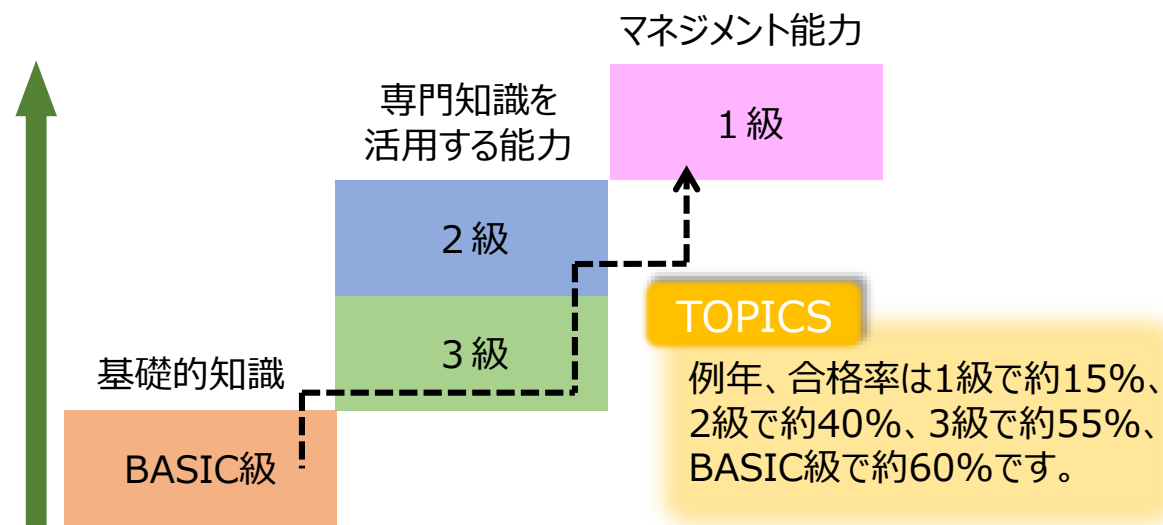 マネジメント能力
１級
専門知識を
活用する能力
２級
３級
基礎的知識
BASIC級
TOPICS
例年、合格率は1級で約15%、
2級で約40%、3級で約55%、
BASIC級で約60%です。